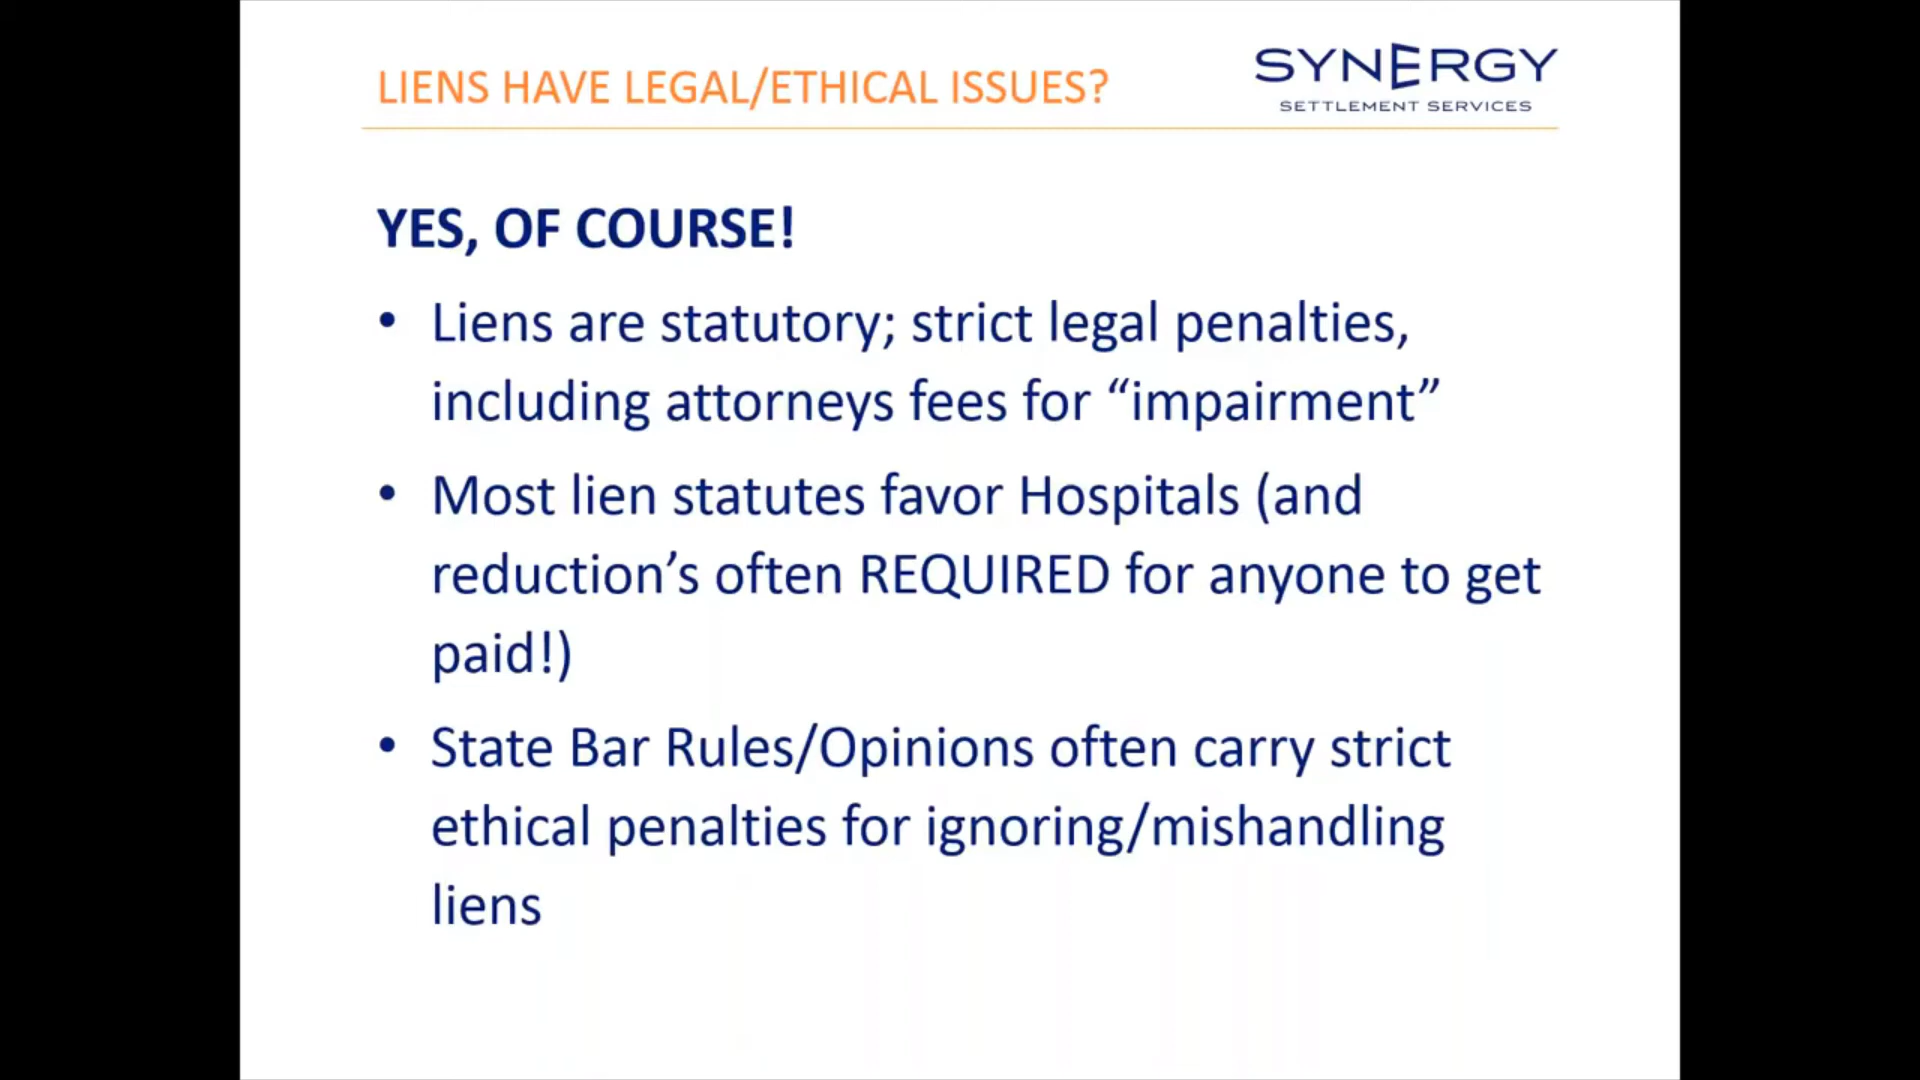 LIENS HAVE LEGAL/ETHICAL ISSUES?
SYNERGY
SETTLEMENT SERVICES
YES, OF COURSE!
• Liens are statutory; strict legal penalties,
including attorneys fees for “impairment”
• Most lien statutes favor Hospitals (and
reduction’s often REQUIRED for anyone to get
paid!)
• State Bar Rules/Opinions often carry strict
ethical penalties for ignoring/mishandling
liens